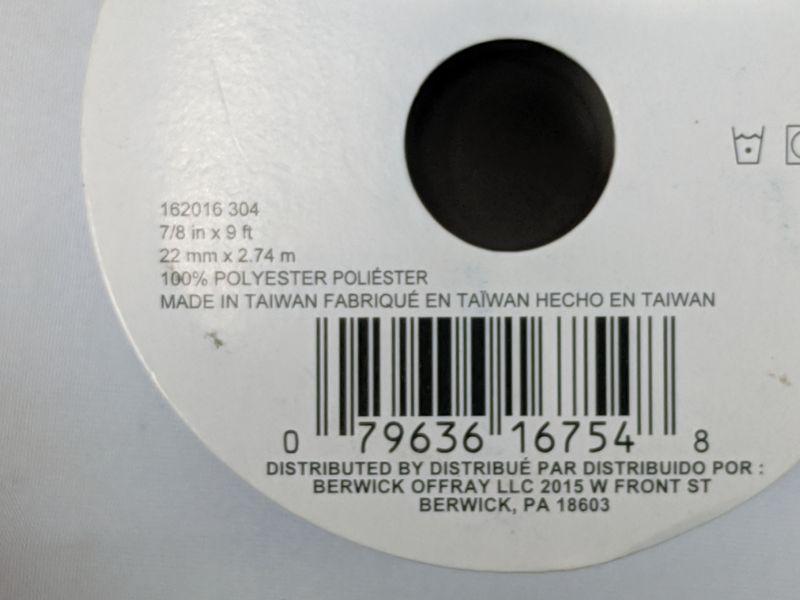 162016 304
7/8 in x 9 ft
22 mm x 2.74 m
100% POLYESTER POLIÉSTER
MADE IN TAIWAN FABRIQUÉ EN TAÏWAN HECHO EN TAIWAN
0 79636 16754 8
DISTRIBUTED BY DISTRIBUÉ PAR DISTRIBUIDO POR :
BERWICK OFFRAY LLC 2015 W FRONT ST
BERWICK, PA 18603